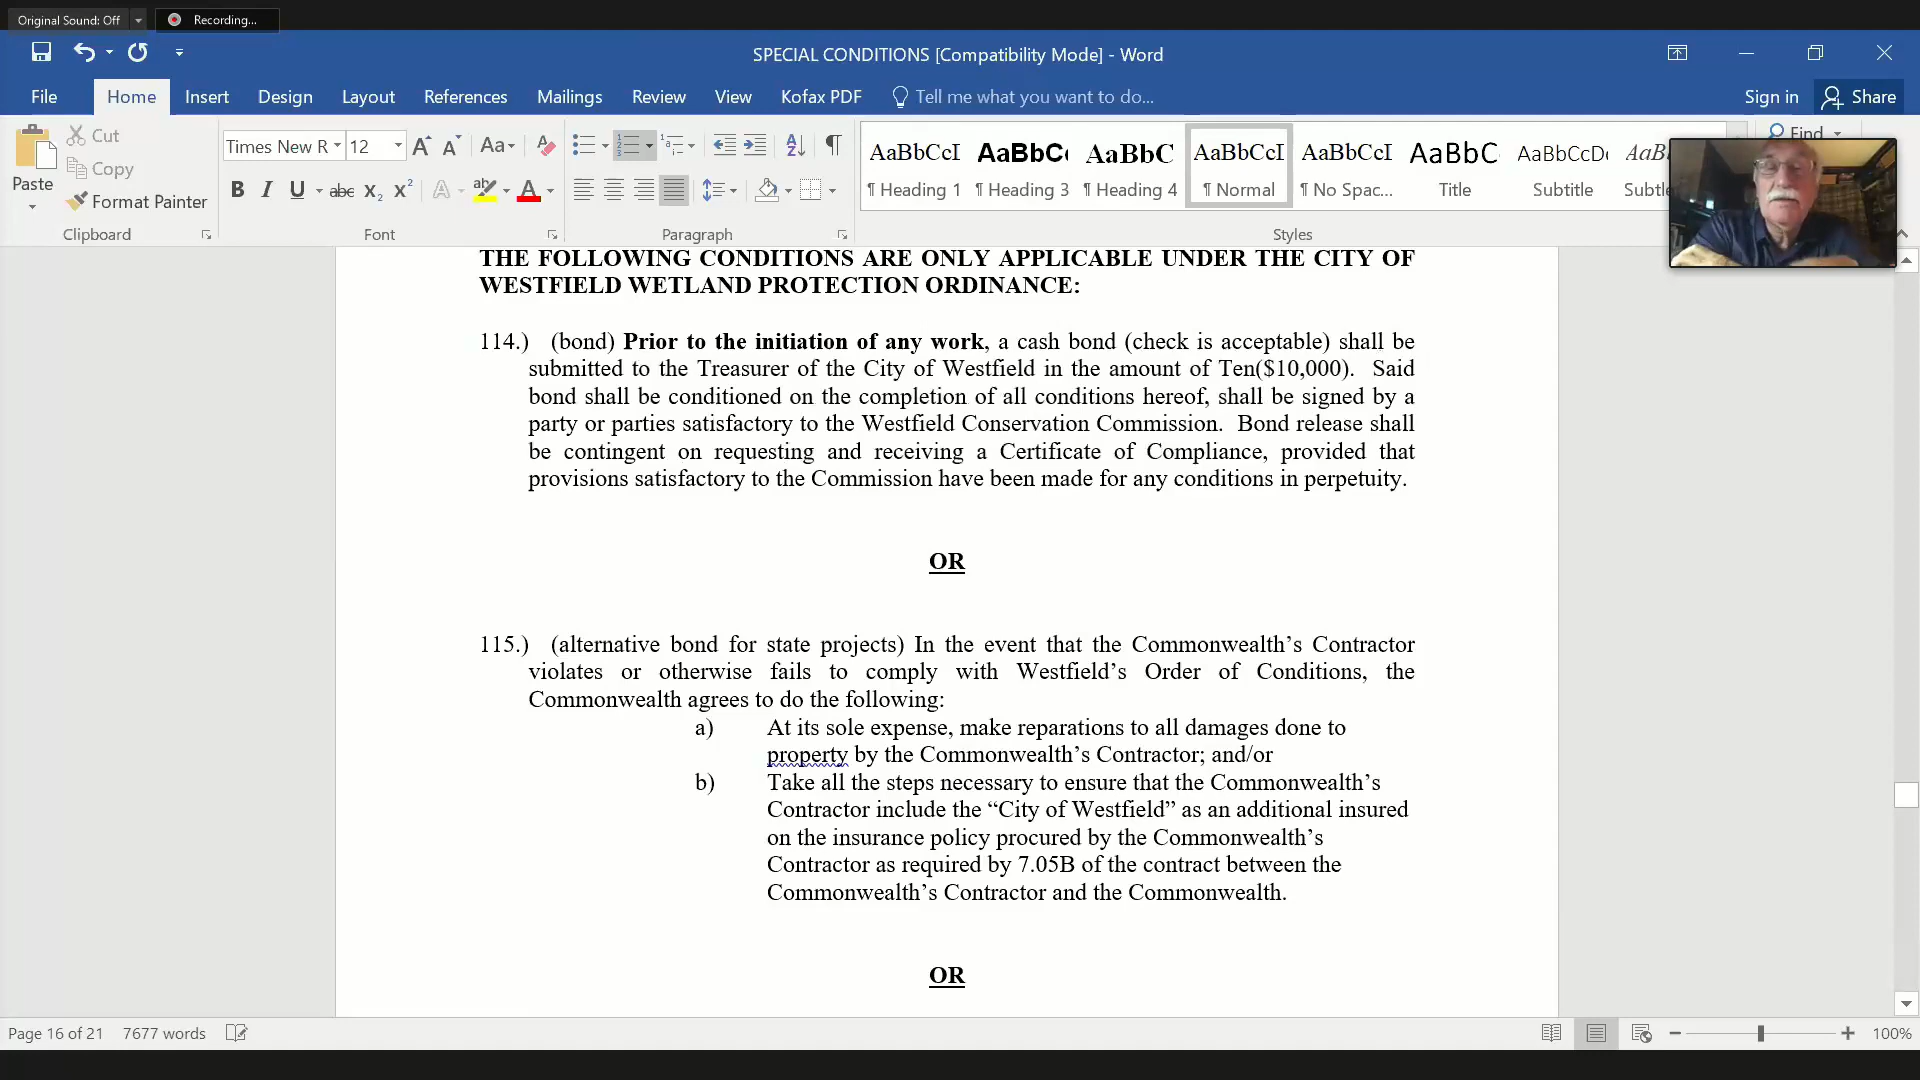 Original Sound: Off
Recording...
SPECIAL CONDITIONS [Compatibility Mode] - Word
File Home Insert Design Layout References Mailings Review View Kofax PDF Tell me what you want to do... Sign in Share
Paste
Cut
Copy
Format Painter
Clipboard
Times New R 12
Font
Paragraph
AaBbCcI AaBbC AaBbC AaBbCcI AaBbCcI AaBbC AaBbCcD AaB
¶ Heading 1 ¶ Heading 3 ¶ Heading 4 ¶ Normal ¶ No Spac... Title Subtitle Subtl
Styles
Find
THE FOLLOWING CONDITIONS ARE ONLY APPLICABLE UNDER THE CITY OF
WESTFIELD WETLAND PROTECTION ORDINANCE:
114.) (bond) Prior to the initiation of any work, a cash bond (check is acceptable) shall be
submitted to the Treasurer of the City of Westfield in the amount of Ten($10,000). Said
bond shall be conditioned on the completion of all conditions hereof, shall be signed by a
party or parties satisfactory to the Westfield Conservation Commission. Bond release shall
be contingent on requesting and receiving a Certificate of Compliance, provided that
provisions satisfactory to the Commission have been made for any conditions in perpetuity.
OR
115.) (alternative bond for state projects) In the event that the Commonwealth’s Contractor
violates or otherwise fails to comply with Westfield’s Order of Conditions, the
Commonwealth agrees to do the following:
a) At its sole expense, make reparations to all damages done to
property by the Commonwealth’s Contractor; and/or
b) Take all the steps necessary to ensure that the Commonwealth’s
Contractor include the “City of Westfield” as an additional insured
on the insurance policy procured by the Commonwealth’s
Contractor as required by 7.05B of the contract between the
Commonwealth’s Contractor and the Commonwealth.
OR
Page 16 of 21 7677 words 100%